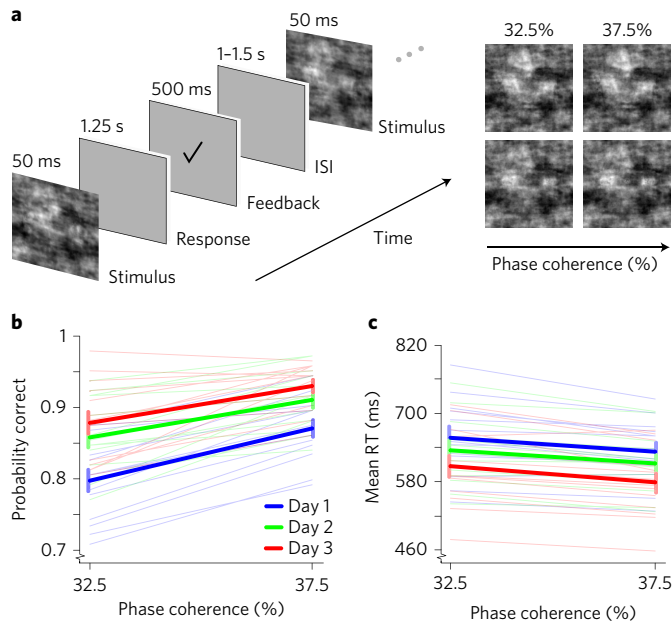 a
50 ms
1.25 s
500 ms
1–1.5 s
50 ms
Stimulus
Response
Feedback
ISI
Stimulus
Time
32.5% 37.5%
Phase coherence (%)
b
Probability correct
1
0.9
0.8
0.7
32.5 37.5
Phase coherence (%)
Day 1
Day 2
Day 3
c
Mean RT (ms)
820
700
580
460
32.5 37.5
Phase coherence (%)